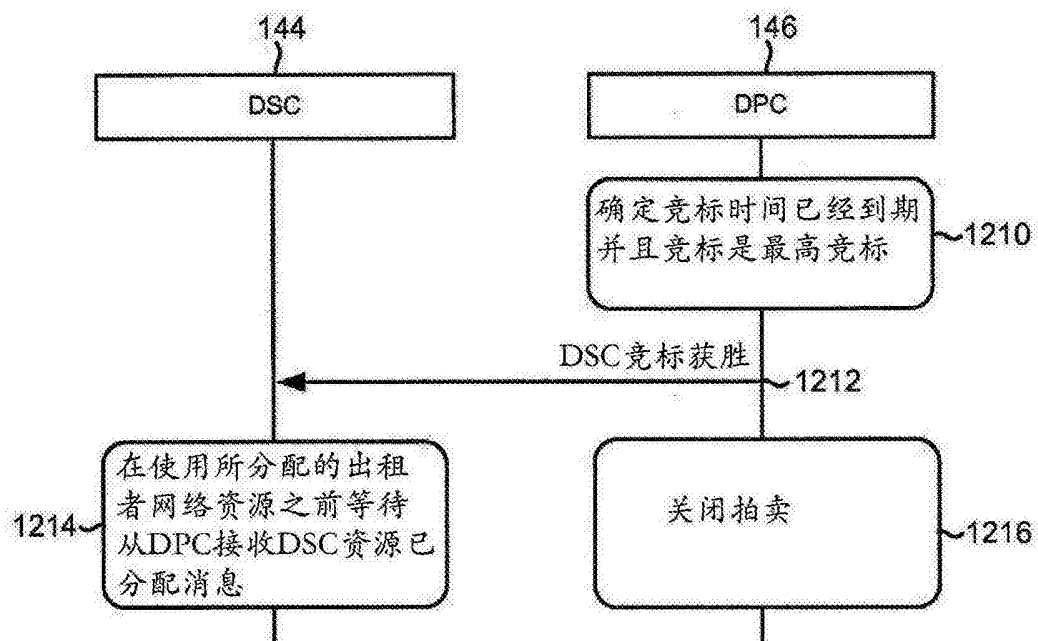 144
146
DSC
DPC
确定竞标时间已经到期
并且竞标是最高竞标
1210
DSC竞标获胜
1212
在使用所分配的出租
者网络资源之前等待
从DPC接收DSC资源已
分配消息
1214
关闭拍卖
1216